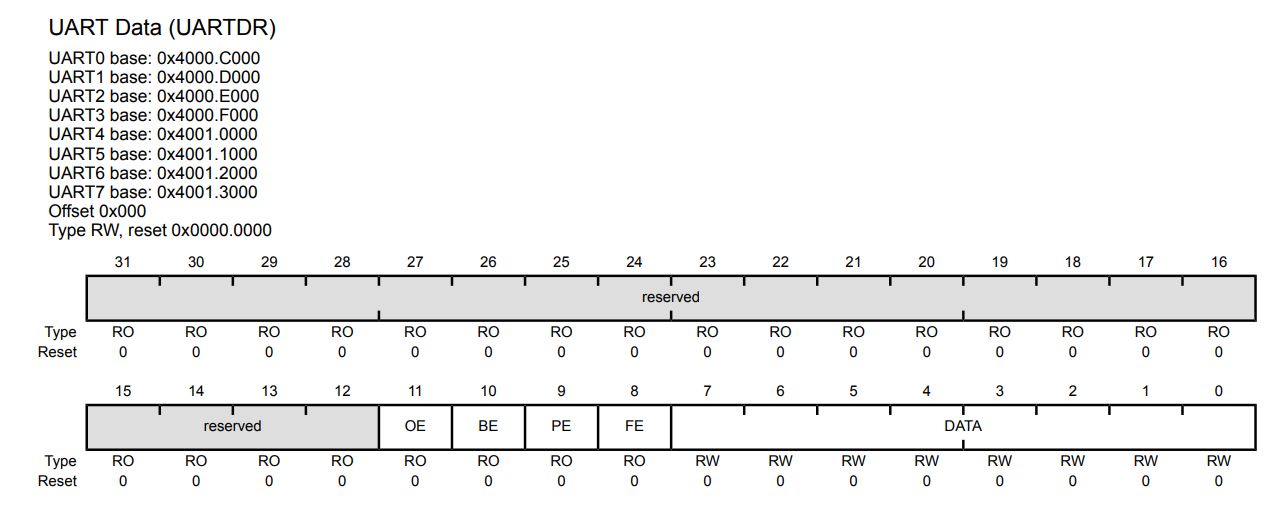 UART Data (UARTDR)
UART0 base: 0x4000.C000
UART1 base: 0x4000.D000
UART2 base: 0x4000.E000
UART3 base: 0x4000.F000
UART4 base: 0x4001.0000
UART5 base: 0x4001.1000
UART6 base: 0x4001.2000
UART7 base: 0x4001.3000
Offset 0x000
Type RW, reset 0x0000.0000
31 30 29 28 27 26 25 24 23 22 21 20 19 18 17 16
reserved
Type RO RO RO RO RO RO RO RO RO RO RO RO RO RO RO RO
Reset 0 0 0 0 0 0 0 0 0 0 0 0 0 0 0 0
15 14 13 12 11 10 9 8 7 6 5 4 3 2 1 0
reserved OE BE PE FE DATA
Type RO RO RO RO RO RO RO RO RW RW RW RW RW RW RW RW
Reset 0 0 0 0 0 0 0 0 0 0 0 0 0 0 0 0